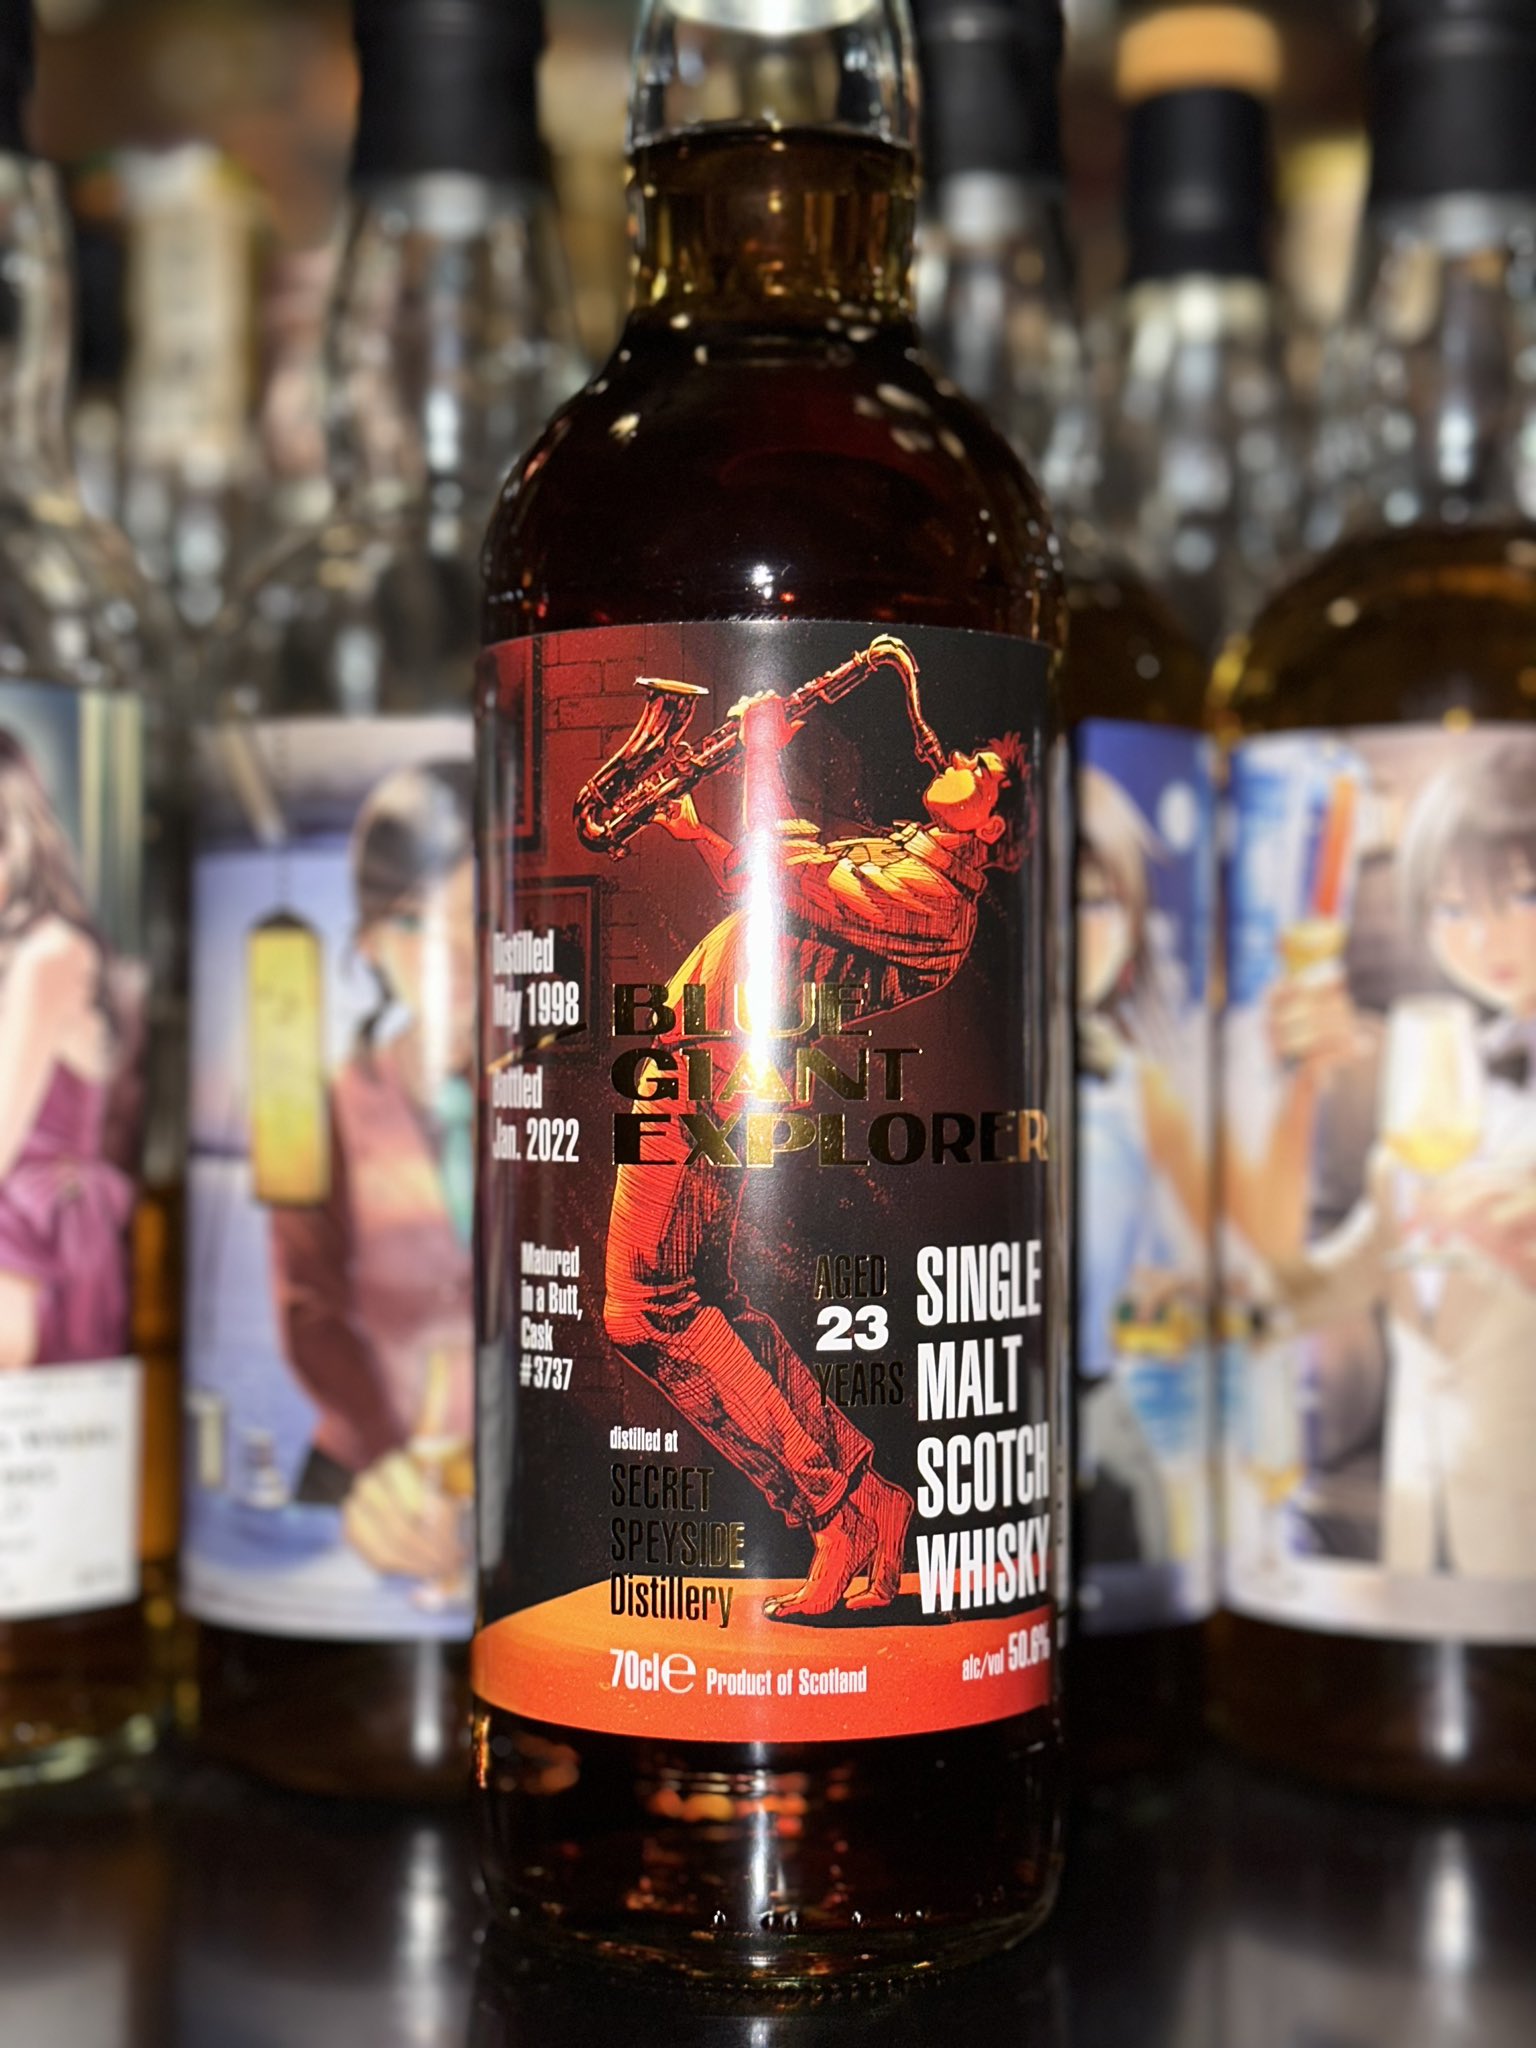 Distilled
May 1998
Bottled
Jan. 2022
BLUE
GIANT
EXPLORER
Matured
in a Butt,
Cask
#3737
AGED
23
YEARS
SINGLE
MALT
SCOTCH
WHISKY
distilled at
SECRET
SPEYSIDE
Distillery
70cl℮ Product of Scotland
alc/vol 50.6%